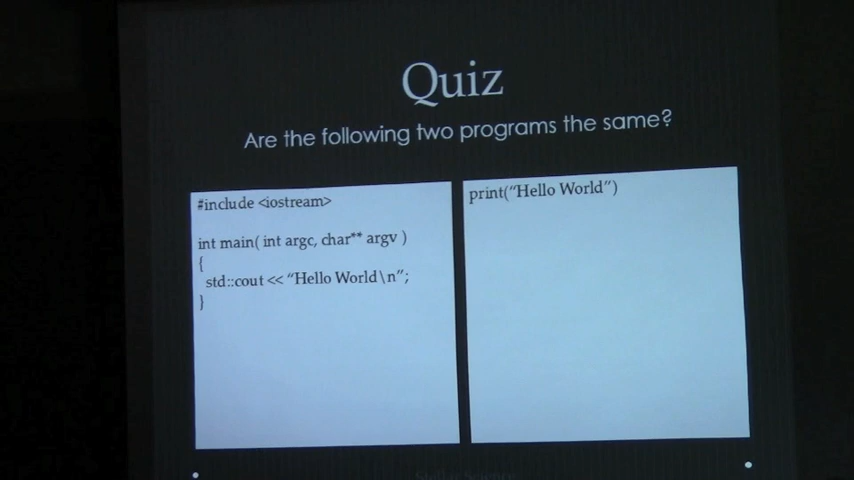 Quiz
Are the following two programs the same?
#include <iostream>
int main( int argc, char** argv )
{
std::cout << “Hello World\n”;
}
print(“Hello World”)